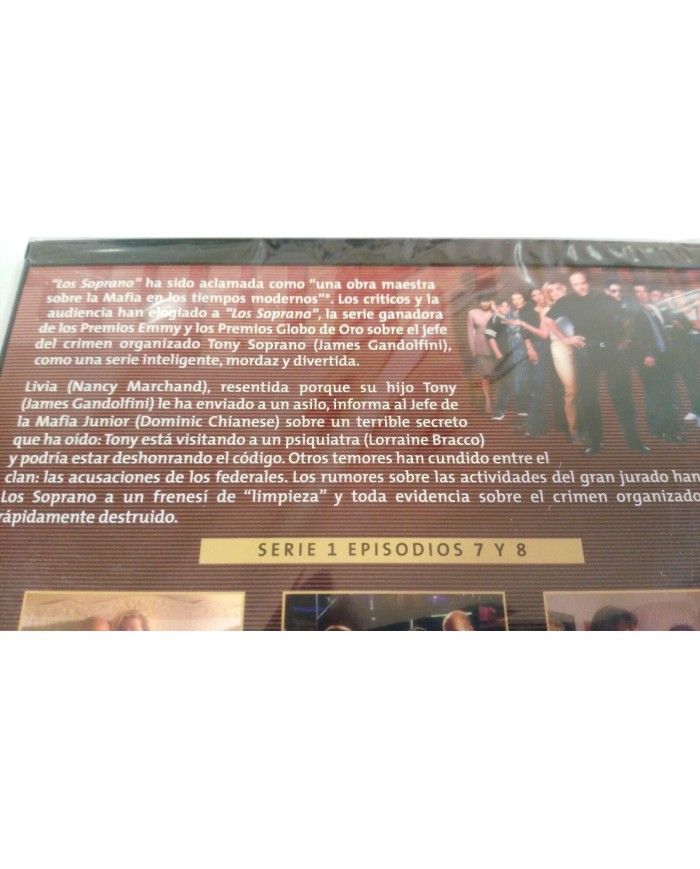 "Los Soprano" ha sido aclamada como "una obra maestra
sobre la Mafia en los tiempos modernos"*. Los críticos y la
audiencia han elogiado a "Los Soprano", la serie ganadora
de los Premios Emmy y los Premios Globo de Oro sobre el jefe
del crimen organizado Tony Soprano (James Gandolfini),
como una serie inteligente, mordaz y divertida.
Livia (Nancy Marchand), resentida porque su hijo Tony
(James Gandolfini) le ha enviado a un asilo, informa al Jefe de
la Mafia Junior (Dominic Chianese) sobre un terrible secreto
que ha oído: Tony está visitando a un psiquiatra (Lorraine Bracco)
y podría estar deshonrando el código. Otros temores han cundido entre el
clan: las acusaciones de los federales. Los rumores sobre las actividades del gran jurado han
Los Soprano a un frenesí de "limpieza" y toda evidencia sobre el crimen organizado
rápidamente destruido.
SERIE 1 EPISODIOS 7 Y 8